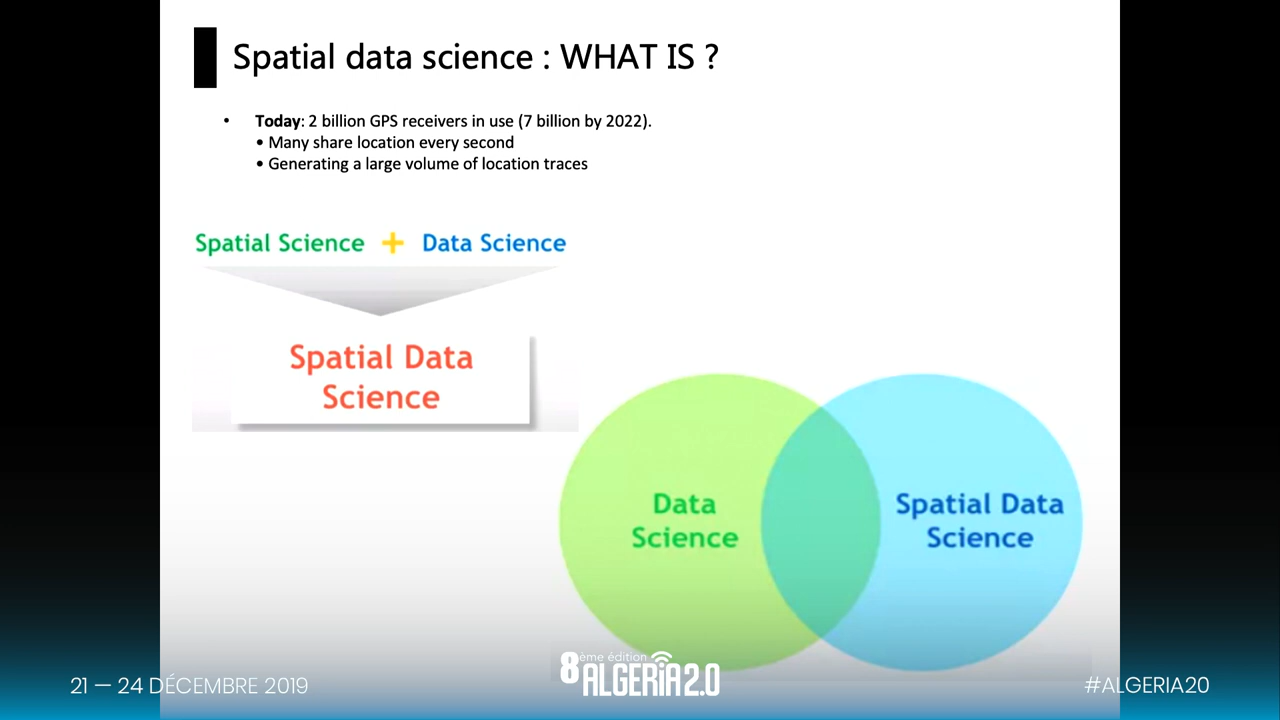 Spatial data science : WHAT IS ?
• Today: 2 billion GPS receivers in use (7 billion by 2022).
• Many share location every second
• Generating a large volume of location traces
Spatial Science + Data Science
Spatial Data
Science
Data
Science
Spatial Data
Science
8ème édition
ALGERiA2.0
21 — 24 DÉCEMBRE 2019
#ALGERIA20